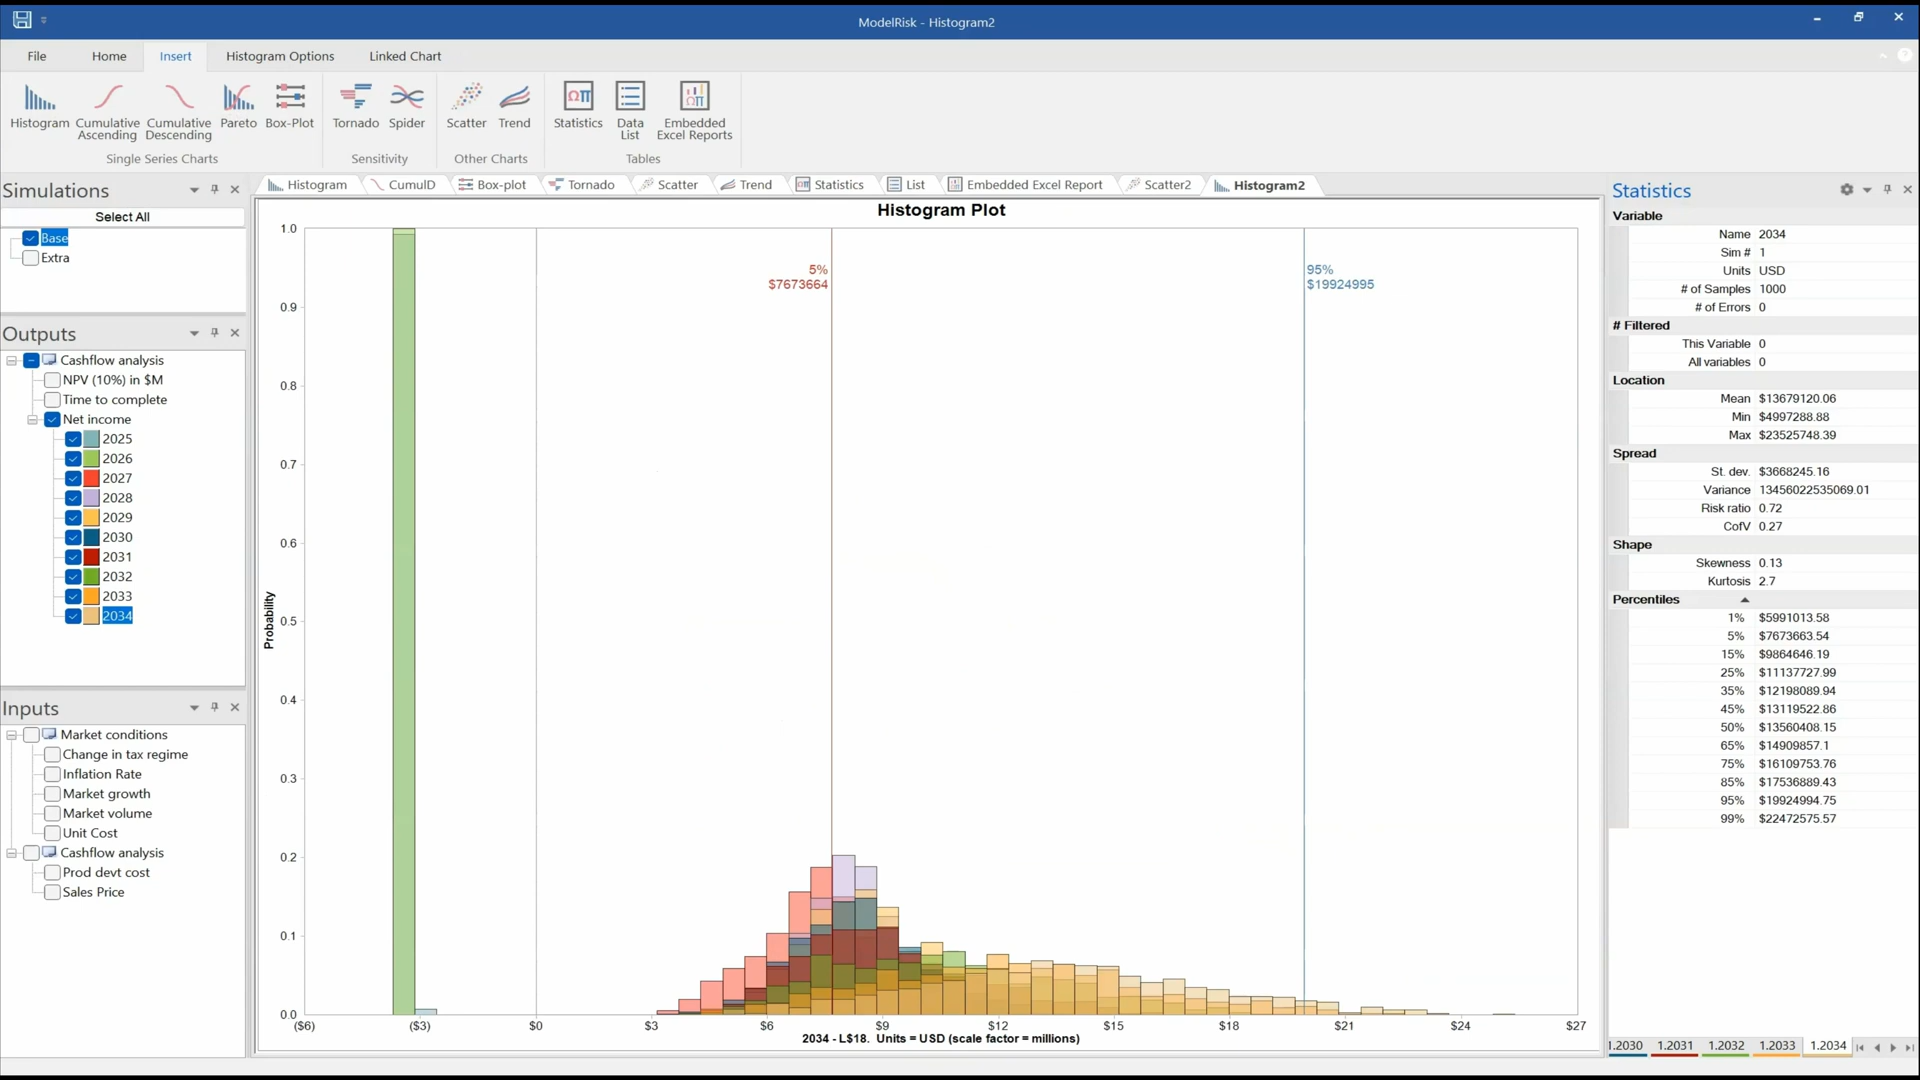 ModelRisk - Histogram2
File Home Insert Histogram Options Linked Chart
Histogram Cumulative Ascending Cumulative Descending Pareto Box-Plot Tornado Spider Scatter Trend Statistics Data List Embedded Excel Reports
Single Series Charts Sensitivity Other Charts Tables
Simulations
Select All
Base
Extra
Outputs
Cashflow analysis
NPV (10%) in $M
Time to complete
Net income
2025
2026
2027
2028
2029
2030
2031
2032
2033
2034
Inputs
Market conditions
Change in tax regime
Inflation Rate
Market growth
Market volume
Unit Cost
Cashflow analysis
Prod devt cost
Sales Price
Histogram CumulD Box-plot Tornado Scatter Trend Statistics List Embedded Excel Report Scatter2 Histogram2
Histogram Plot
1.0
0.9
0.8
0.7
0.6
0.5
0.4
0.3
0.2
0.1
0.0
Probability
5%
$7673664
95%
$19924995
($6) ($3) $0 $3 $6 $9 $12 $15 $18 $21 $24 $27
2034 - L$18. Units = USD (scale factor = millions)
Statistics
Variable
Name 2034
Sim # 1
Units USD
# of Samples 1000
# of Errors 0
# Filtered
This Variable 0
All variables 0
Location
Mean $13679120.06
Min $4997288.88
Max $23525748.39
Spread
St. dev. $3668245.16
Variance 13456022535069.01
Risk ratio 0.72
CofV 0.27
Shape
Skewness 0.13
Kurtosis 2.7
Percentiles
1% $5991013.58
5% $7673663.54
15% $9864646.19
25% $11137727.99
35% $12198089.94
45% $13119522.86
50% $13560408.15
65% $14909857.1
75% $16109753.76
85% $17536889.43
95% $19924994.75
99% $22472575.57
1.2030 1.2031 1.2032 1.2033 1.2034